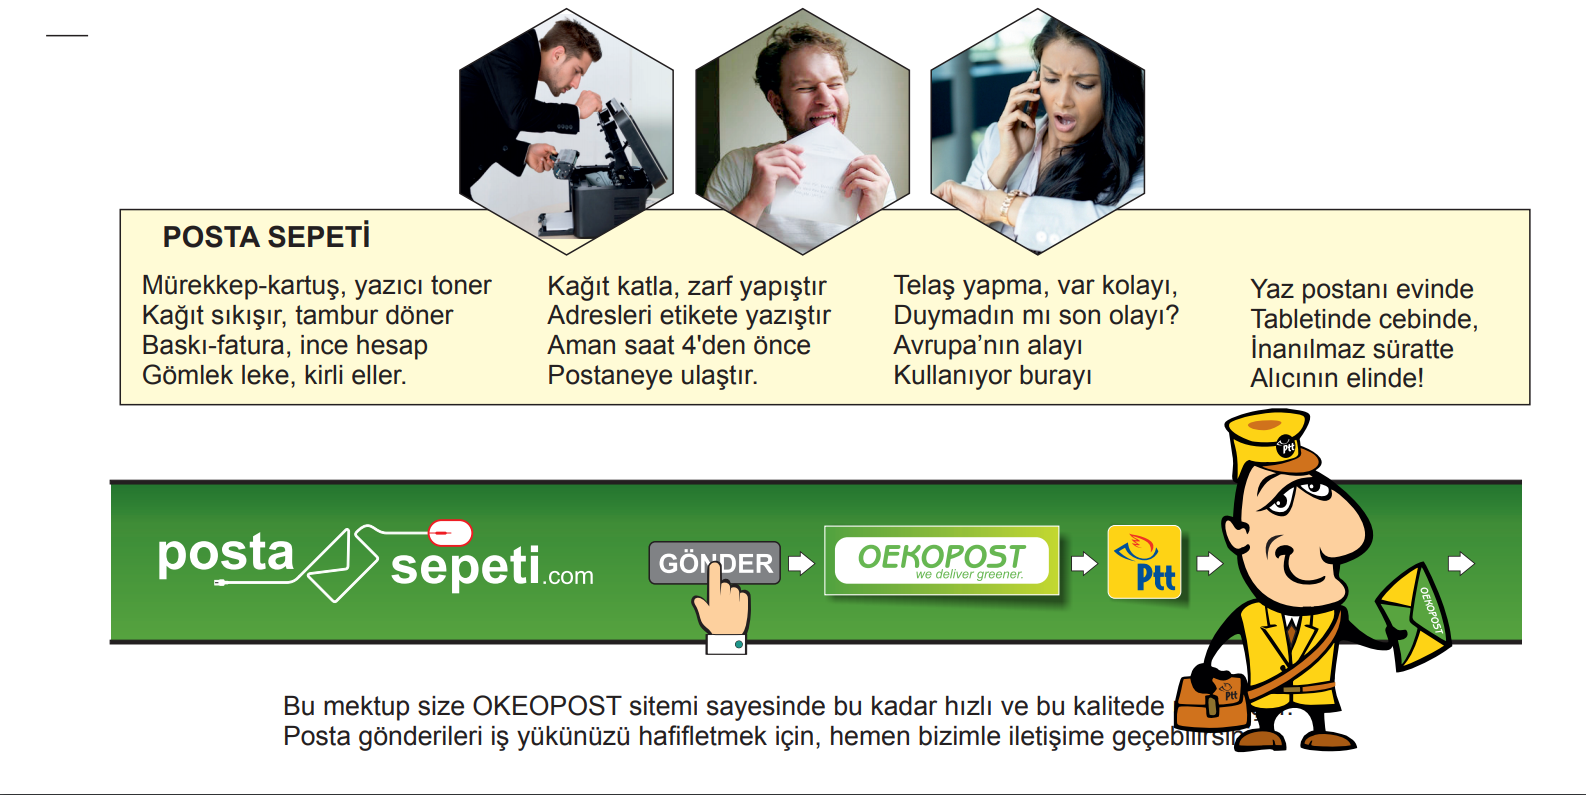 POSTA SEPETİ
Mürekkep-kartuş, yazıcı toner
Kağıt sıkışır, tambur döner
Baskı-fatura, ince hesap
Gömlek leke, kirli eller.
Kağıt katla, zarf yapıştır
Adresleri etikete yazıştır
Aman saat 4'den önce
Postaneye ulaştır.
Telaş yapma, var kolayı,
Duymadın mı son olayı?
Avrupa’nın alayı
Kullanıyor burayı
Yaz postanı evinde
Tabletinde cebinde,
İnanılmaz süratte
Alıcının elinde!
posta
sepeti.com
GÖNDER
OEKOPOST
we deliver greener.
Ptt
Ptt
OEKOPOST
Ptt
Bu mektup size OKEOPOST sitemi sayesinde bu kadar hızlı ve bu kalitede
Posta gönderileri iş yükünüzü hafifletmek için, hemen bizimle iletişime